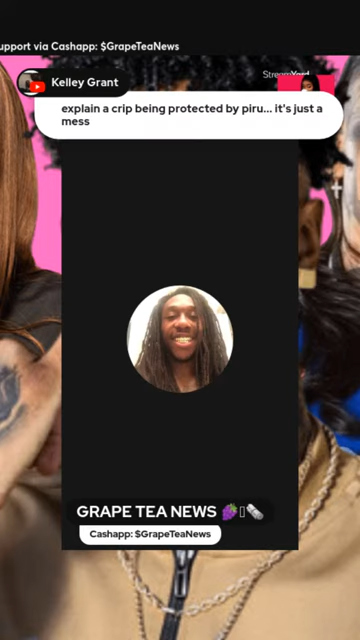 upport via Cashapp: $GrapeTeaNews
StreamYard
Kelley Grant
explain a crip being protected by piru... it's just a
mess
GRAPE TEA NEWS 🍇▯🗞️
Cashapp: $GrapeTeaNews